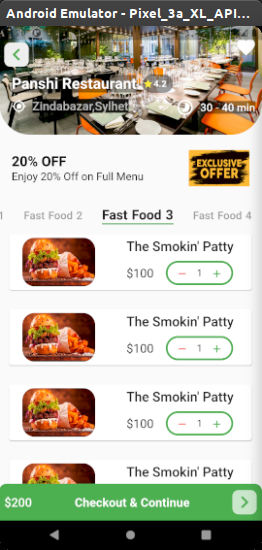 Android Emulator - Pixel_3a_XL_API...
Panshi Restaurant ★4.2
Zindabazar,Sylhet
30 - 40 min
20% OFF
Enjoy 20% Off on Full Menu
EXCLUSIVE
OFFER
1 Fast Food 2 Fast Food 3 Fast Food 4
The Smokin' Patty
$100 − 1 +
The Smokin' Patty
$100 − 1 +
The Smokin' Patty
$100 − 1 +
The Smokin' Patty
$200 Checkout & Continue